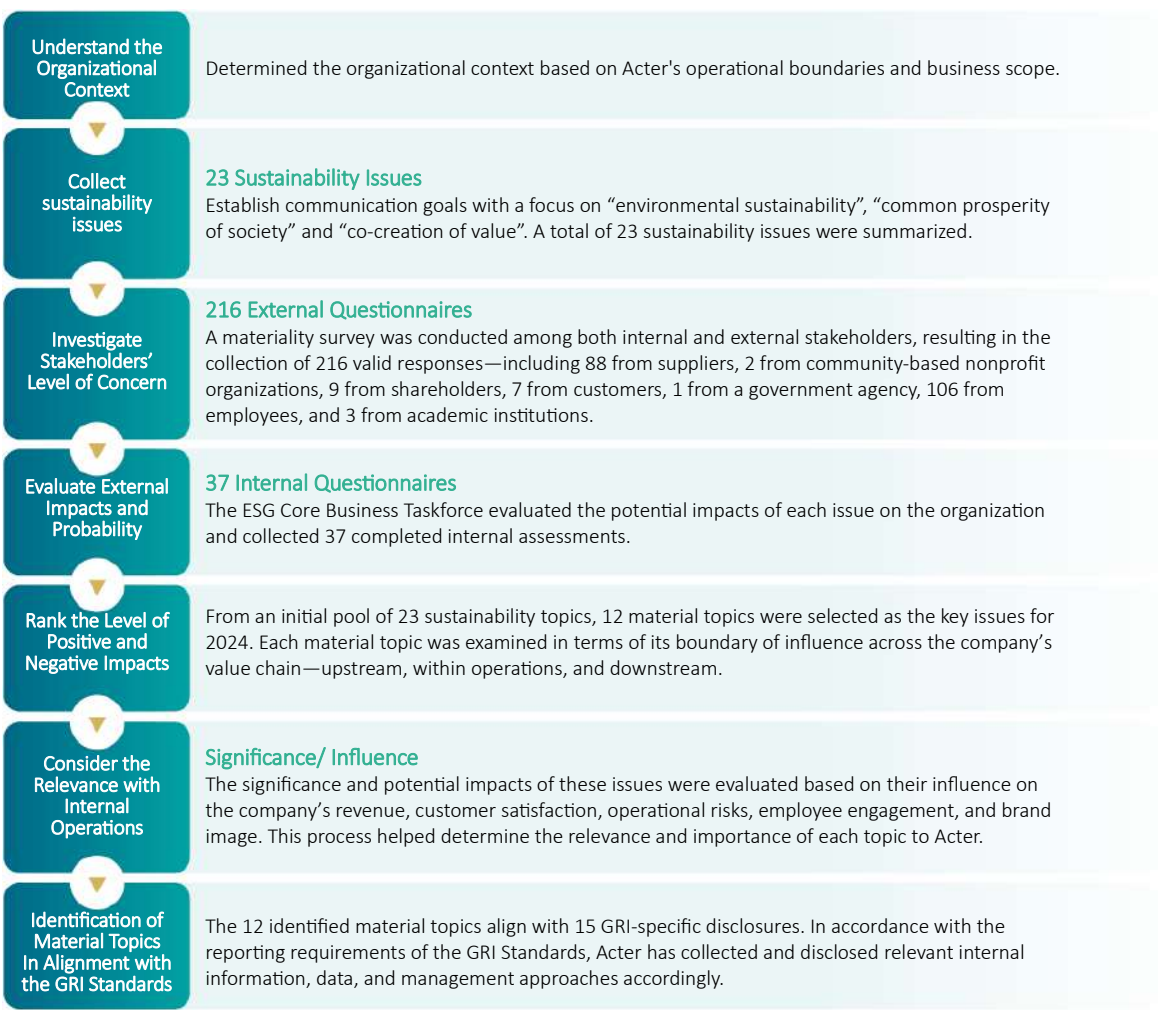 Understand the
Organizational
Context
Determined the organizational context based on Acter's operational boundaries and business scope.
Collect
sustainability
issues
23 Sustainability Issues
Establish communication goals with a focus on “environmental sustainability”, “common prosperity
of society” and “co-creation of value”. A total of 23 sustainability issues were summarized.
Investigate
Stakeholders’
Level of Concern
216 External Questionnaires
A materiality survey was conducted among both internal and external stakeholders, resulting in the
collection of 216 valid responses—including 88 from suppliers, 2 from community-based nonprofit
organizations, 9 from shareholders, 7 from customers, 1 from a government agency, 106 from
employees, and 3 from academic institutions.
Evaluate External
Impacts and
Probability
37 Internal Questionnaires
The ESG Core Business Taskforce evaluated the potential impacts of each issue on the organization
and collected 37 completed internal assessments.
Rank the Level of
Positive and
Negative Impacts
From an initial pool of 23 sustainability topics, 12 material topics were selected as the key issues for
2024. Each material topic was examined in terms of its boundary of influence across the company’s
value chain—upstream, within operations, and downstream.
Consider the
Relevance with
Internal
Operations
Significance/ Influence
The significance and potential impacts of these issues were evaluated based on their influence on
the company’s revenue, customer satisfaction, operational risks, employee engagement, and brand
image. This process helped determine the relevance and importance of each topic to Acter.
Identification of
Material Topics
In Alignment with
the GRI Standards
The 12 identified material topics align with 15 GRI-specific disclosures. In accordance with the
reporting requirements of the GRI Standards, Acter has collected and disclosed relevant internal
information, data, and management approaches accordingly.